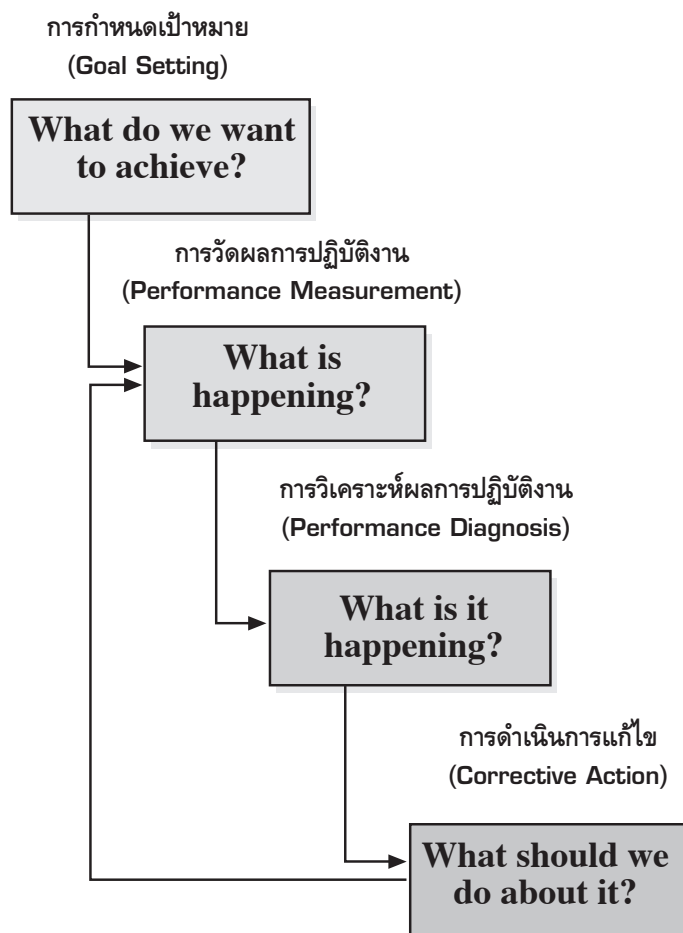 การกำหนดเป้าหมาย
(Goal Setting)
What do we want
to achieve?
การวัดผลการปฏิบัติงาน
(Performance Measurement)
What is
happening?
การวิเคราะห์ผลการปฏิบัติงาน
(Performance Diagnosis)
What is it
happening?
การดำเนินการแก้ไข
(Corrective Action)
What should we
do about it?